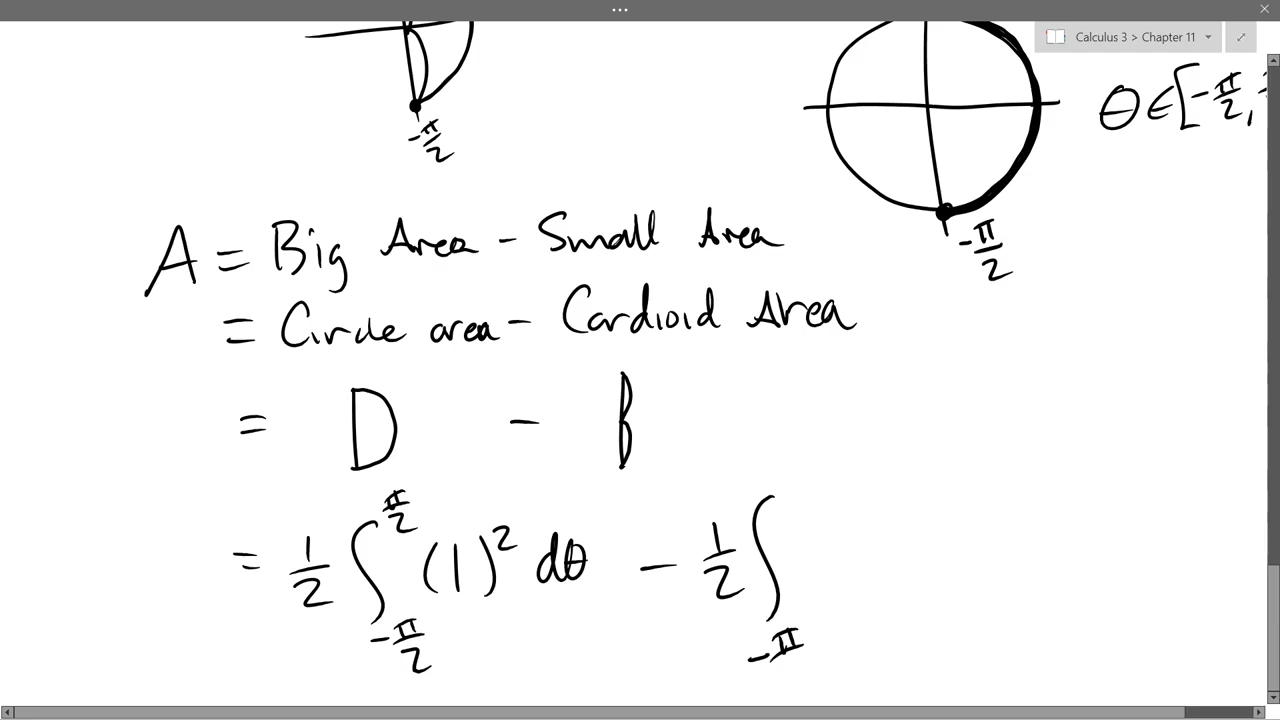 Calculus 3 > Chapter 11
-π/2
θ∈[-π/2,
-π/2
A = Big Area - Small Area
= Circle area - Cardioid Area
= D - B
= 1/2 ∫_{-π/2}^{π/2} (1)² dθ - 1/2 ∫_{-π}